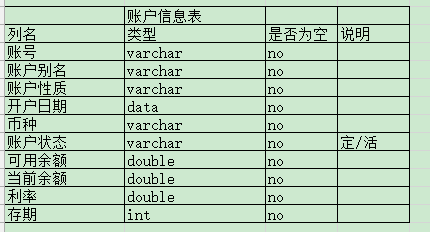 账户信息表
列名 类型 是否为空 说明
账号 varchar no
账户别名 varchar no
账户性质 varchar no
开户日期 data no
币种 varchar no
账户状态 varchar no 定/活
可用余额 double no
当前余额 double no
利率 double no
存期 int no